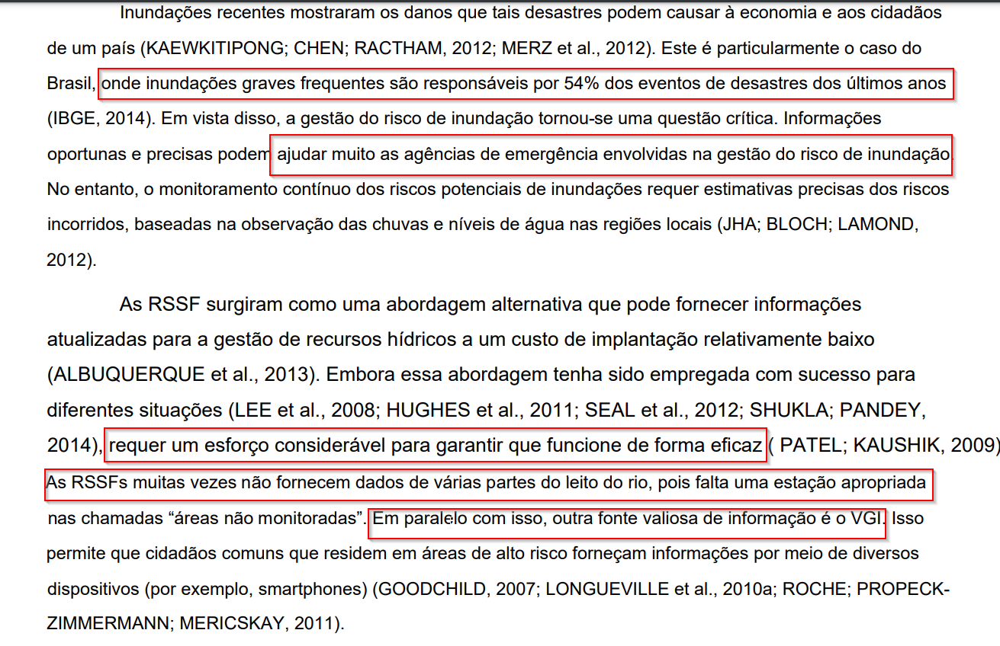 Inundações recentes mostraram os danos que tais desastres podem causar à economia e aos cidadãos
de um país (KAEWKITIPONG; CHEN; RACTHAM, 2012; MERZ et al., 2012). Este é particularmente o caso do
Brasil, onde inundações graves frequentes são responsáveis por 54% dos eventos de desastres dos últimos anos
(IBGE, 2014). Em vista disso, a gestão do risco de inundação tornou-se uma questão crítica. Informações
oportunas e precisas podem ajudar muito as agências de emergência envolvidas na gestão do risco de inundação.
No entanto, o monitoramento contínuo dos riscos potenciais de inundações requer estimativas precisas dos riscos
incorridos, baseadas na observação das chuvas e níveis de água nas regiões locais (JHA; BLOCH; LAMOND,
2012).
As RSSF surgiram como uma abordagem alternativa que pode fornecer informações
atualizadas para a gestão de recursos hídricos a um custo de implantação relativamente baixo
(ALBUQUERQUE et al., 2013). Embora essa abordagem tenha sido empregada com sucesso para
diferentes situações (LEE et al., 2008; HUGHES et al., 2011; SEAL et al., 2012; SHUKLA; PANDEY,
2014), requer um esforço considerável para garantir que funcione de forma eficaz ( PATEL; KAUSHIK, 2009)
As RSSFs muitas vezes não fornecem dados de várias partes do leito do rio, pois falta uma estação apropriada
nas chamadas “áreas não monitoradas”. Em paralelo com isso, outra fonte valiosa de informação é o VGI. Isso
permite que cidadãos comuns que residem em áreas de alto risco forneçam informações por meio de diversos
dispositivos (por exemplo, smartphones) (GOODCHILD, 2007; LONGUEVILLE et al., 2010a; ROCHE; PROPECK-
ZIMMERMANN; MERICSKAY, 2011).